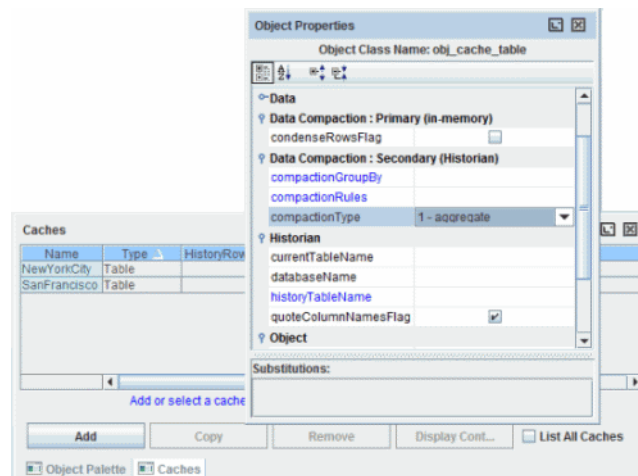 Object Properties
Object Class Name: obj_cache_table
Data
Data Compaction : Primary (in-memory)
condenseRowsFlag
Data Compaction : Secondary (Historian)
compactionGroupBy
compactionRules
compactionType 1 - aggregate
Historian
currentTableName
databaseName
historyTableName
quoteColumnNamesFlag
Object
Substitutions:
Caches
Name Type HistoryRow
NewYorkCity Table
SanFrancisco Table
Add or select a cache
Add Copy Remove Display Cont... List All Caches
Object Palette Caches